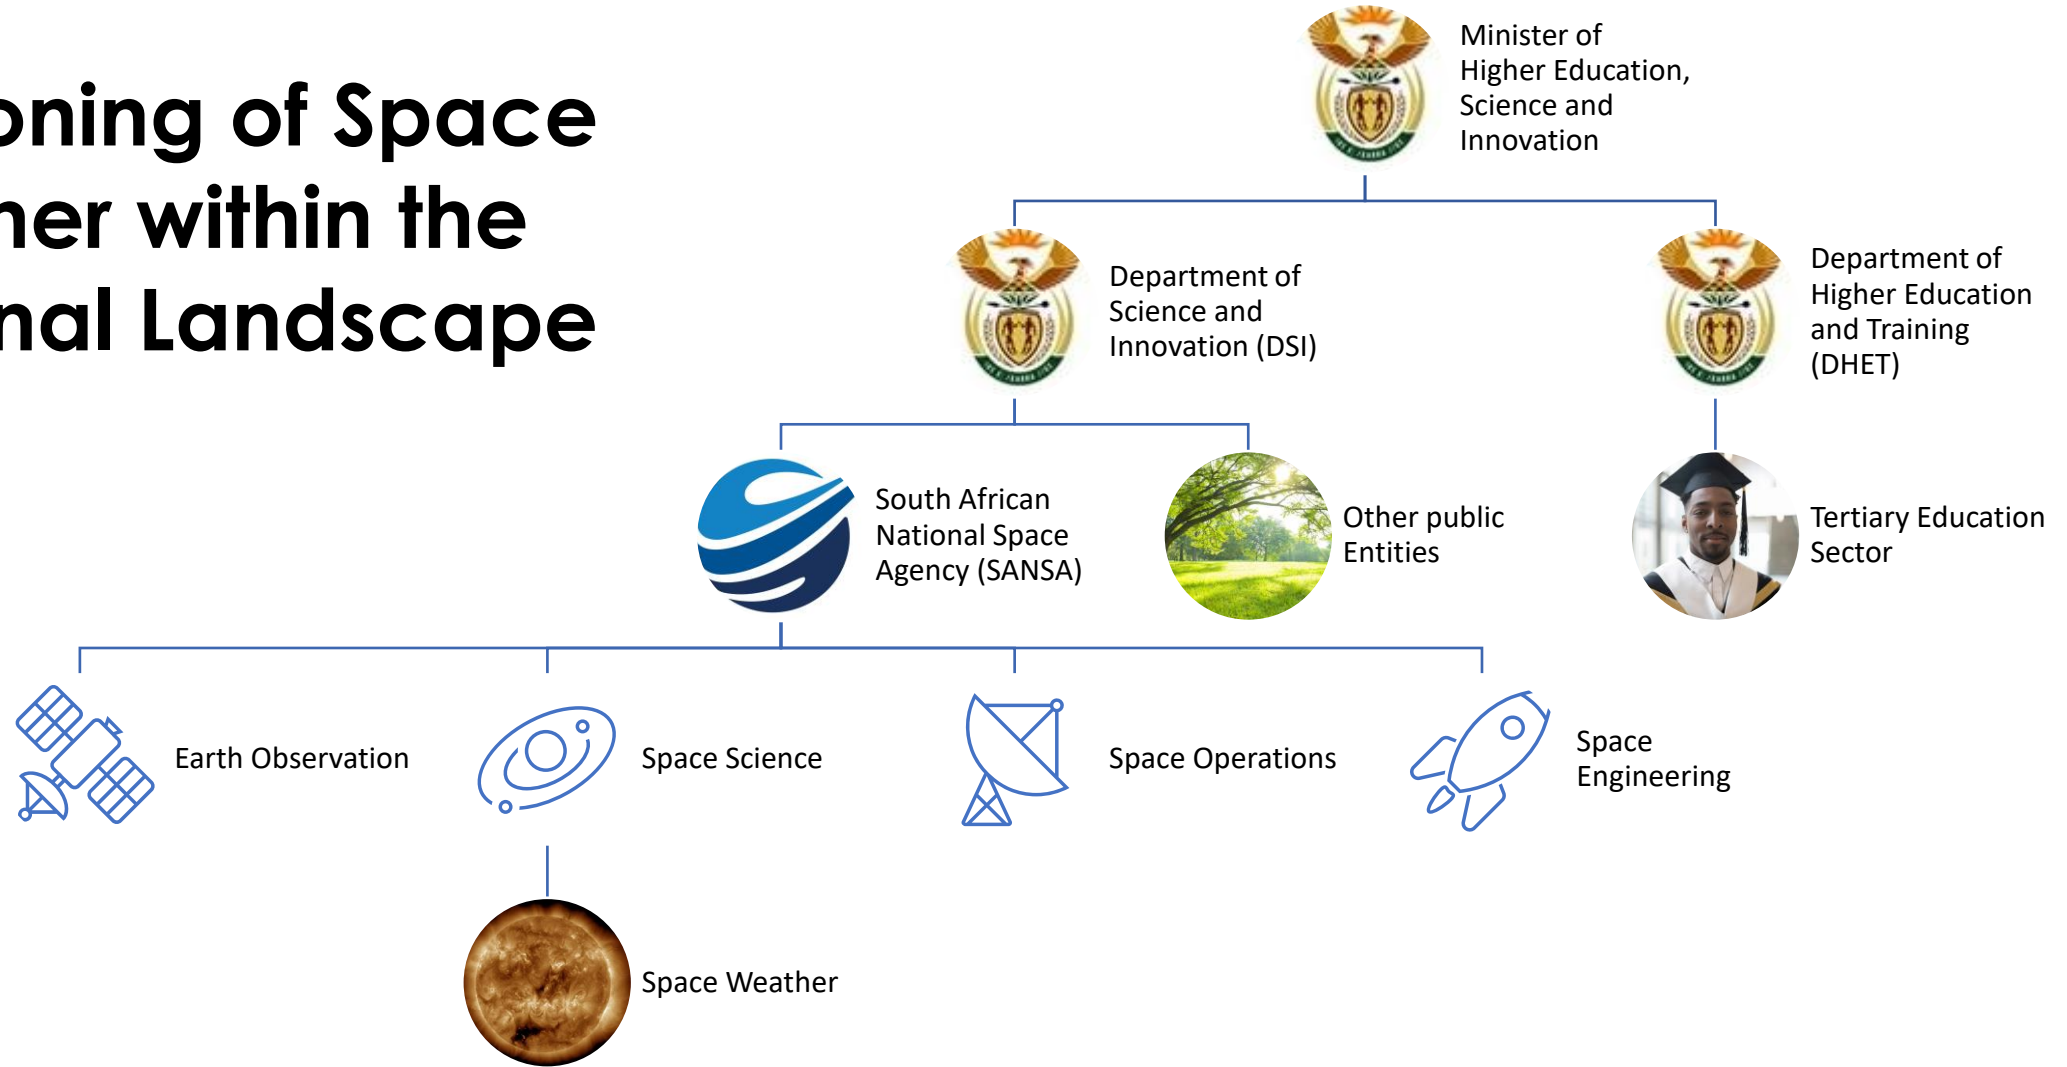 oning of Space
her within the
nal Landscape
Minister of
Higher Education,
Science and
Innovation
Department of
Science and
Innovation (DSI)
Department of
Higher Education
and Training
(DHET)
South African
National Space
Agency (SANSA)
Other public
Entities
Tertiary Education
Sector
Earth Observation
Space Science
Space Operations
Space
Engineering
Space Weather